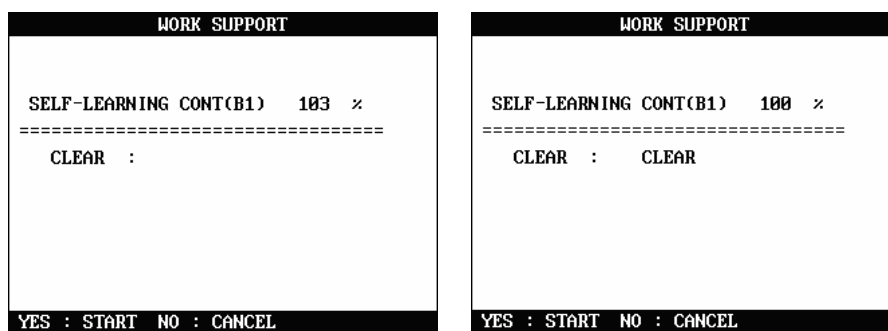 WORK SUPPORT
SELF-LEARNING CONT(B1) 103 %
===================================
CLEAR :
YES : START NO : CANCEL
WORK SUPPORT
SELF-LEARNING CONT(B1) 100 %
===================================
CLEAR : CLEAR
YES : START NO : CANCEL